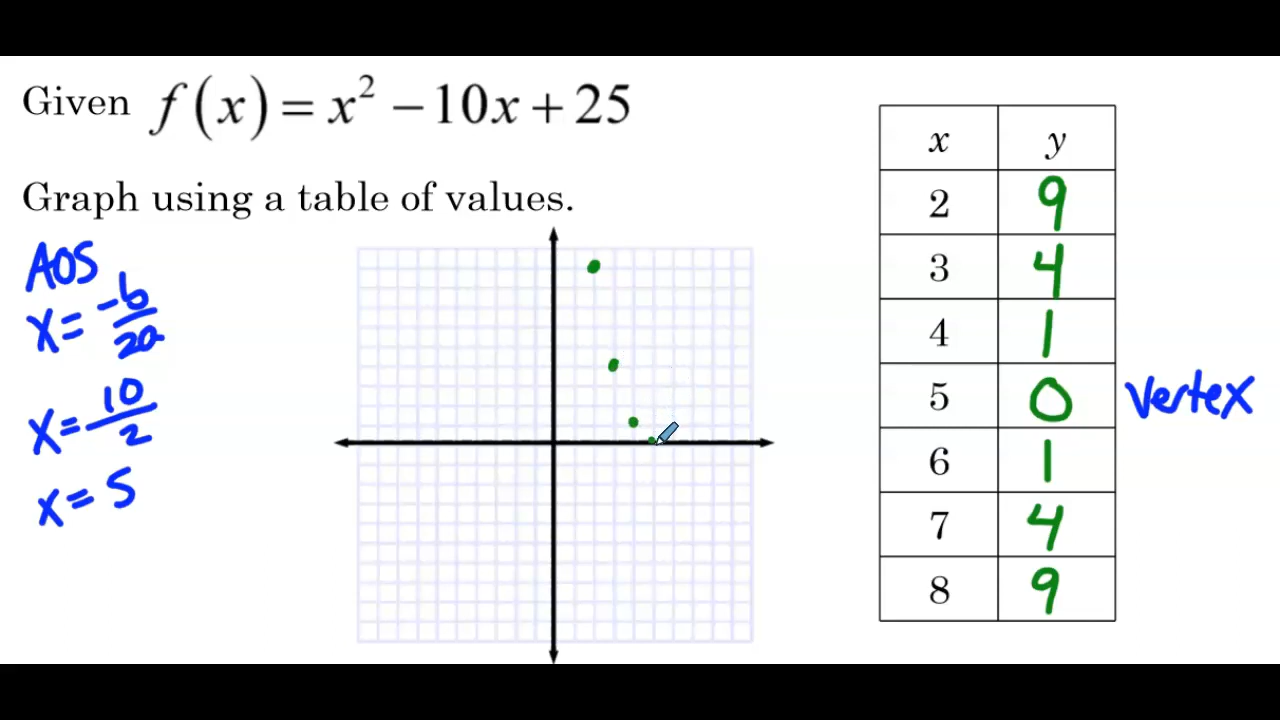 Given f(x) = x² − 10x + 25
Graph using a table of values.
AOS
x = -b/2a
x = 10/2
x = 5
x y
2 9
3 4
4 1
5 0 vertex
6 1
7 4
8 9